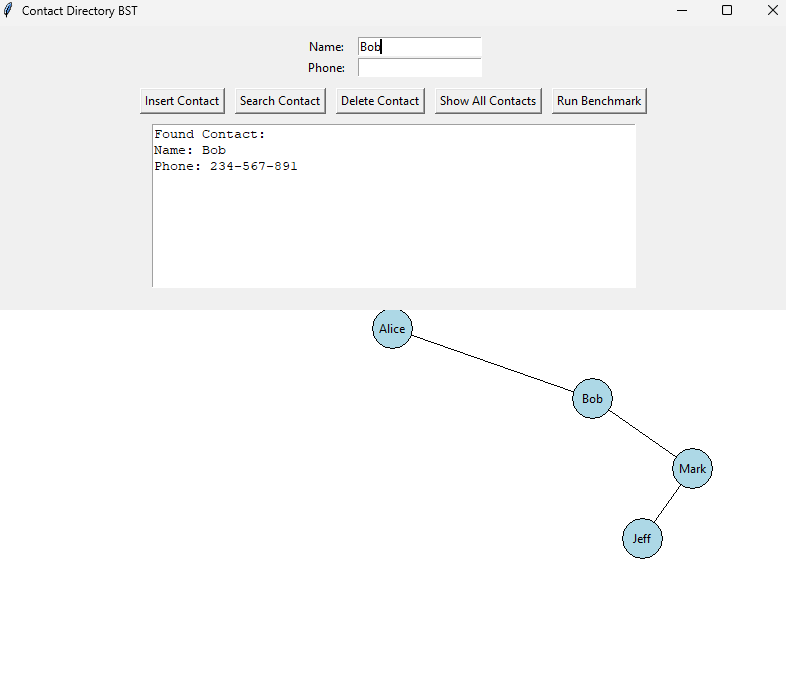 Contact Directory BST
Name: Bob
Phone:
Insert Contact Search Contact Delete Contact Show All Contacts Run Benchmark
Found Contact:
Name: Bob
Phone: 234-567-891
Alice
Bob
Mark
Jeff